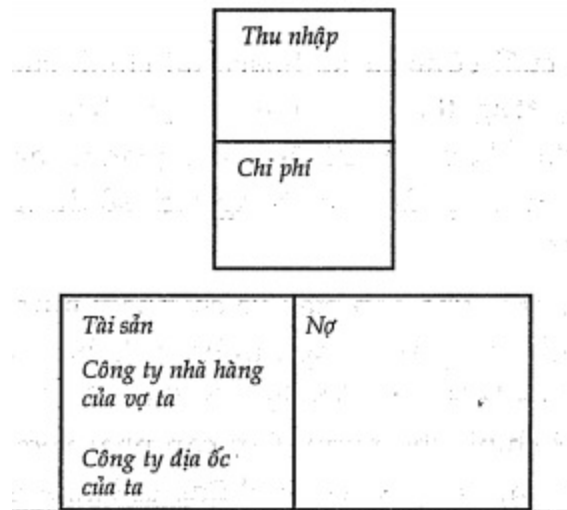 Thu nhập
Chi phí
Tài sản
Nợ
Công ty nhà hàng
của vợ ta
Công ty địa ốc
của ta